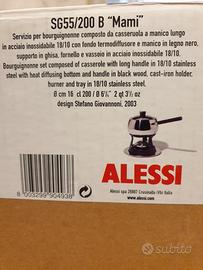 SG55/200 B "Mami"
Servizio per bourguignonne composto da casseruola a manico lungo
in acciaio inossidabile 18/10 con fondo termodiffusore e manico in legno nero,
supporto in ghisa, fornello e vassoio in acciaio inossidabile 18/10
Bourguignonne set composed of casserole with long handle in 18/10 stainless
steel with heat diffusing bottom and handle in black wood, cast-iron holder,
burner and tray in 18/10 stainless steel
Ø cm 16 cl 200 / Ø 6¼" 2 qt 3½ oz
design Stefano Giovannoni, 2003
8 003299 904938
ALESSI
Alessi spa 28887 Crusinallo (Vb) Italia
www.alessi.com
subito